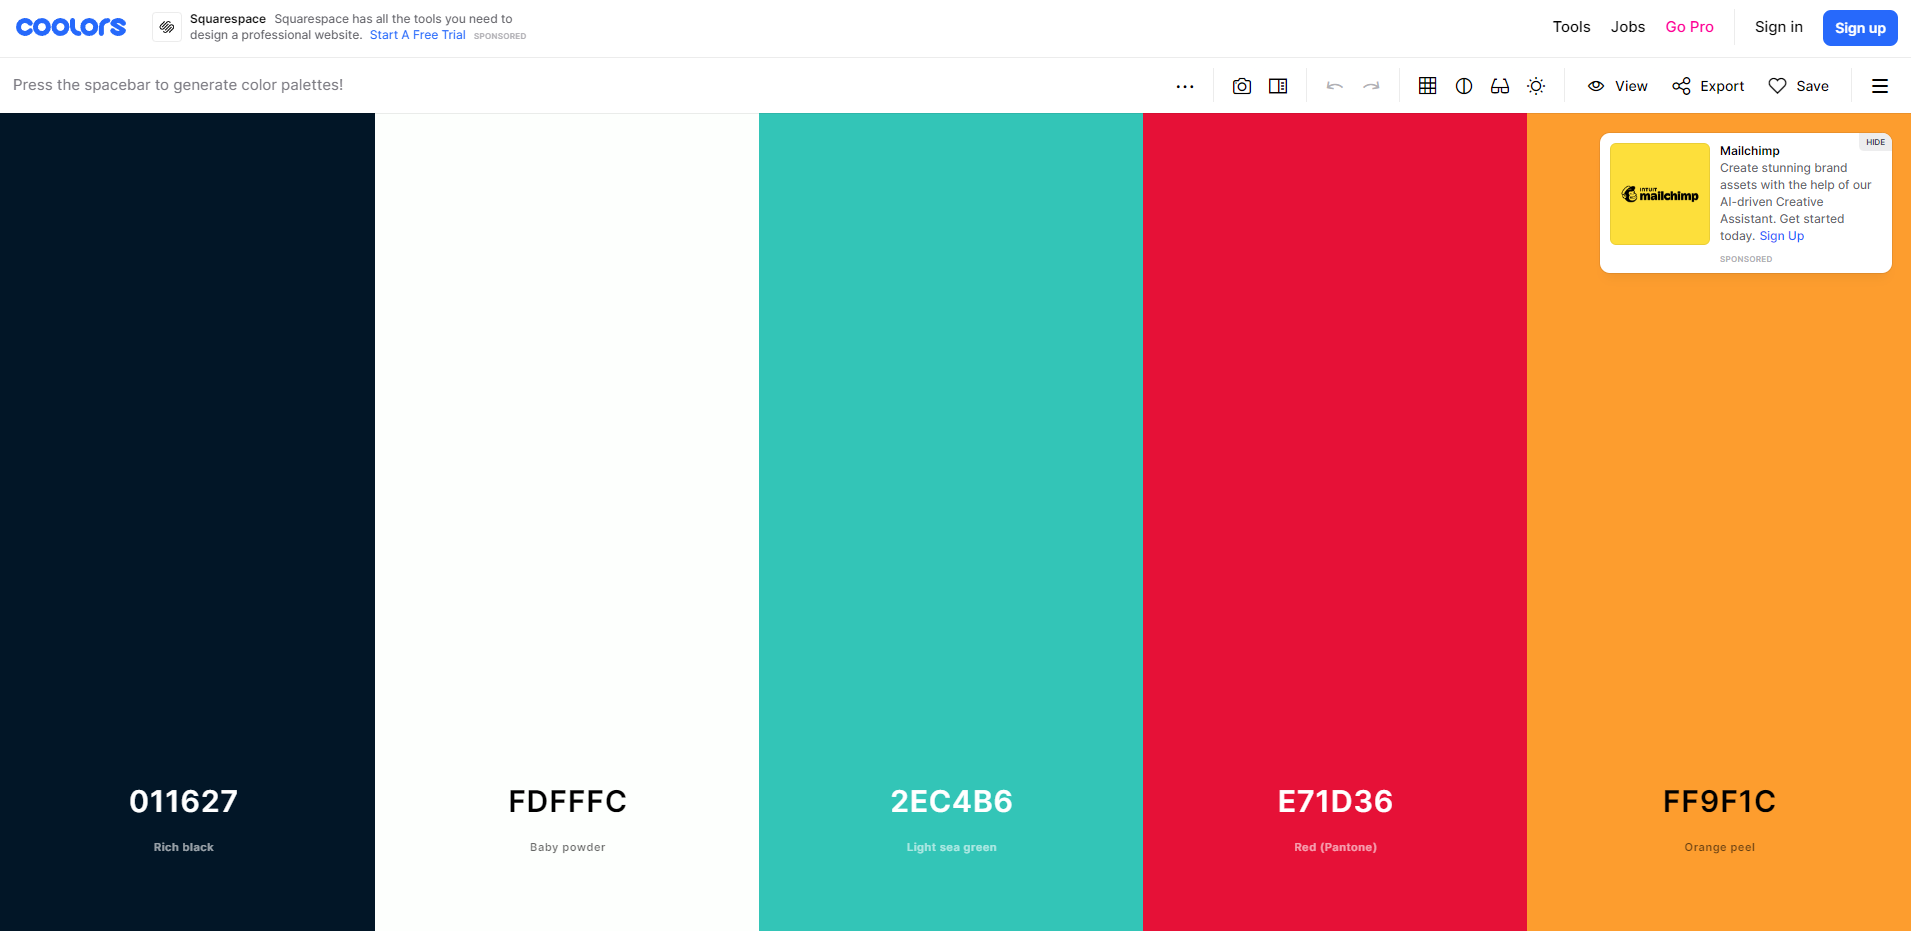 coolors
Squarespace Squarespace has all the tools you need to
design a professional website. Start A Free Trial SPONSORED
Tools Jobs Go Pro Sign in Sign up
Press the spacebar to generate color palettes!
View Export Save
HIDE
Mailchimp
Create stunning brand
assets with the help of our
AI-driven Creative
Assistant. Get started
today. Sign Up
SPONSORED
INTUIT
mailchimp
011627
Rich black
FDFFFC
Baby powder
2EC4B6
Light sea green
E71D36
Red (Pantone)
FF9F1C
Orange peel